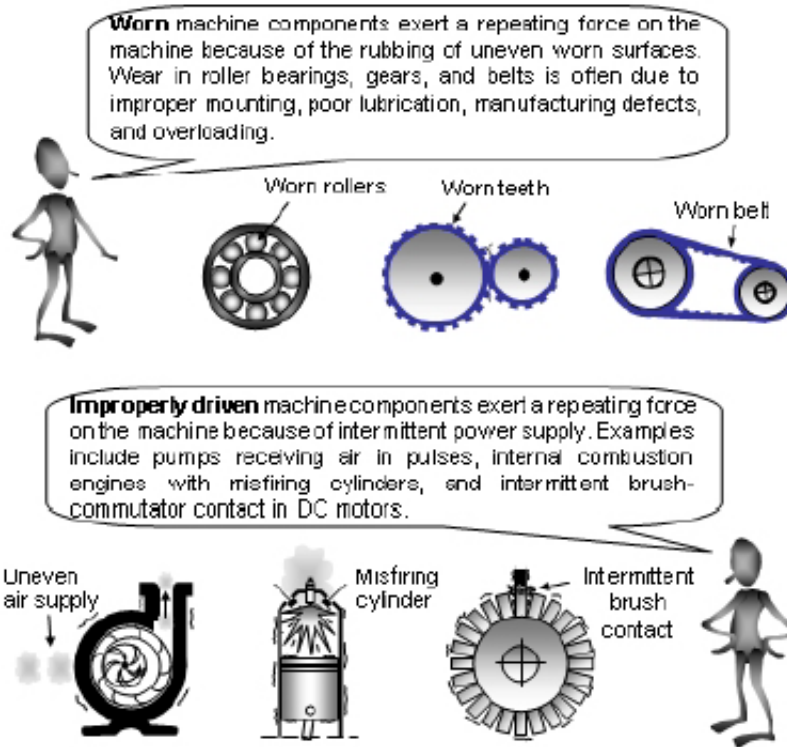 Worn machine components exert a repeating force on the
machine because of the rubbing of uneven worn surfaces.
Wear in roller bearings, gears, and belts is often due to
improper mounting, poor lubrication, manufacturing defects,
and overloading.
Worn rollers
Worn teeth
Worn belt
Improperly driven machine components exert a repeating force
on the machine because of intermittent power supply. Examples
include pumps receiving air in pulses, internal combustion
engines with misfiring cylinders, and intermittent brush-
commutator contact in DC motors.
Uneven
air supply
Misfiring
cylinder
Intermittent
brush
contact